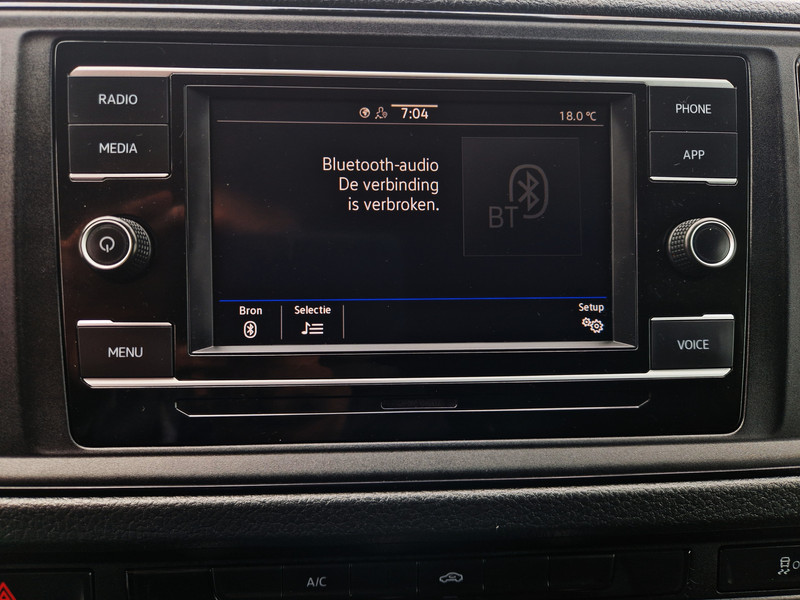 RADIO
MEDIA
MENU
7:04
18.0 °C
Bluetooth-audio
De verbinding
is verbroken.
BT
Bron
Selectie
Setup
PHONE
APP
VOICE
A/C